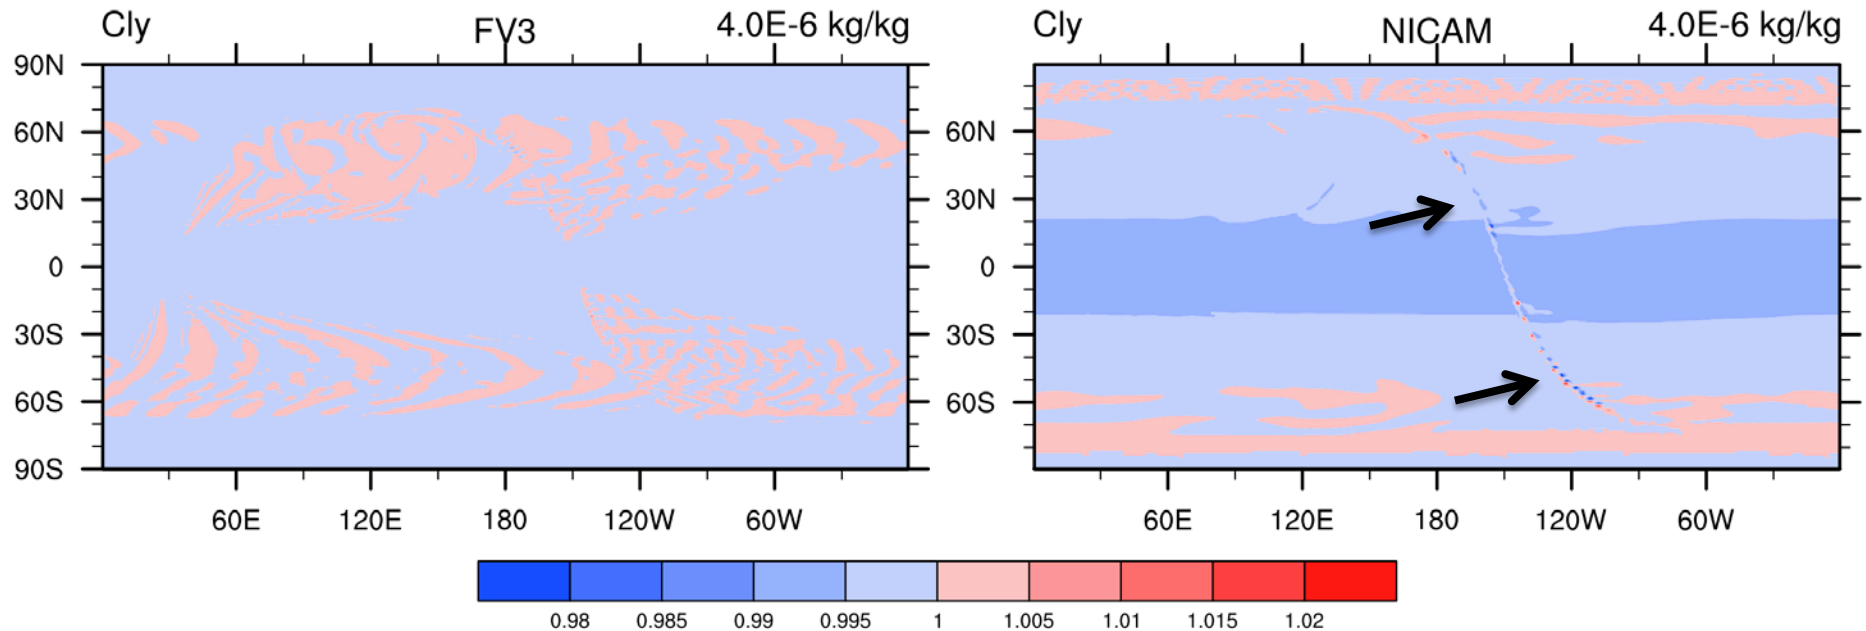 Cly FV3 4.0E-6 kg/kg
90N
60N
30N
0
30S
60S
90S
60E 120E 180 120W 60W
Cly NICAM 4.0E-6 kg/kg
60N
30N
0
30S
60S
60E 120E 180 120W 60W
0.98 0.985 0.99 0.995 1 1.005 1.01 1.015 1.02